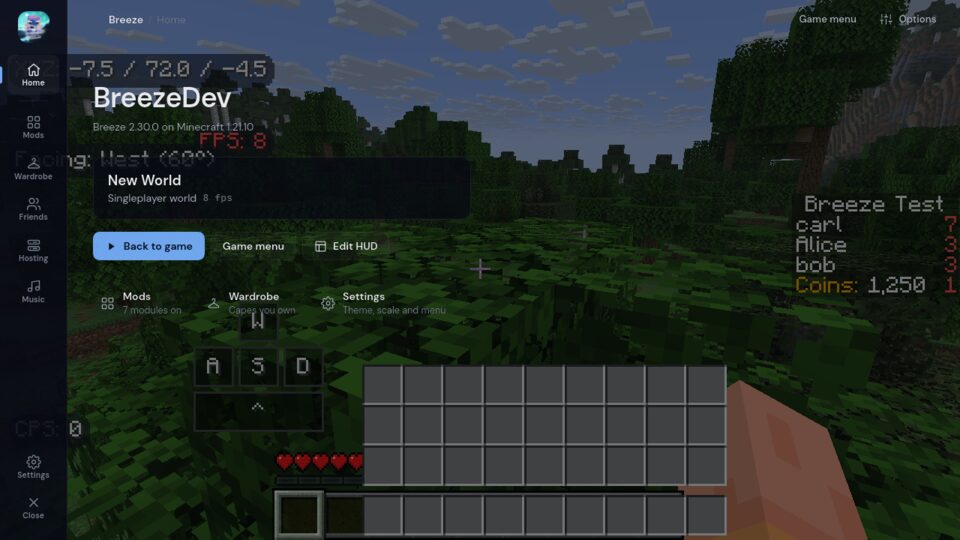 Breeze / Home
Game menu
Options
-7.5 / 72.0 / -4.5
Home
BreezeDev
Breeze 2.30.0 on Minecraft 1.21.10
FPS: 8
Mods
Facing: West (60°)
Wardrobe
New World
Singleplayer world 8 fps
Friends
Breeze Test
carl 7
Alice 3
bob 3
Coins: 1,250 1
Hosting
Back to game
Game menu
Edit HUD
Music
Mods
7 modules on
Wardrobe
Capes you own
Settings
Theme, scale and menu
W
A S D
^
CPS: 0
Settings
Close